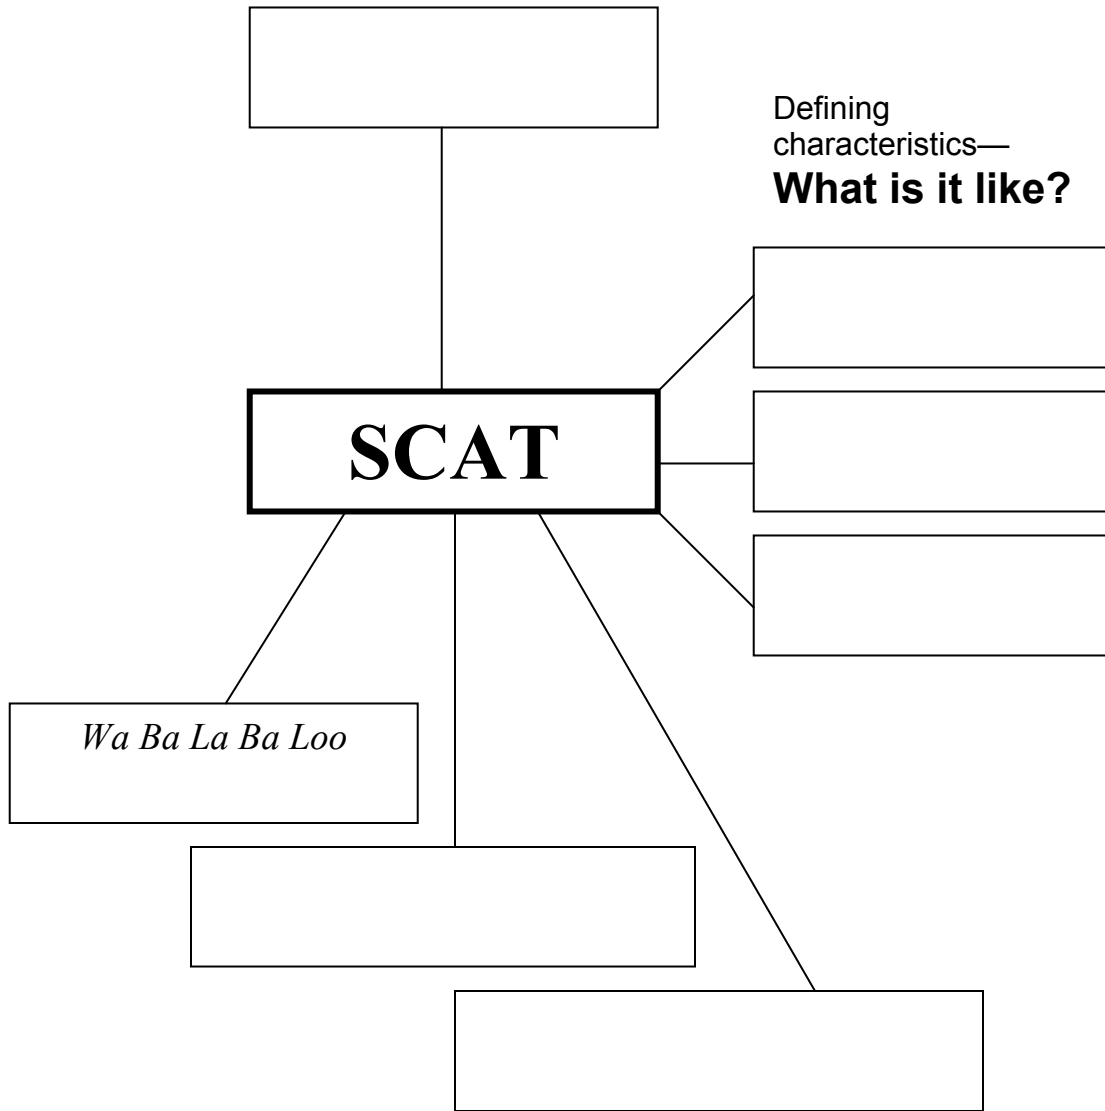 Defining
characteristics—
What is it like?
SCAT
Wa Ba La Ba Loo